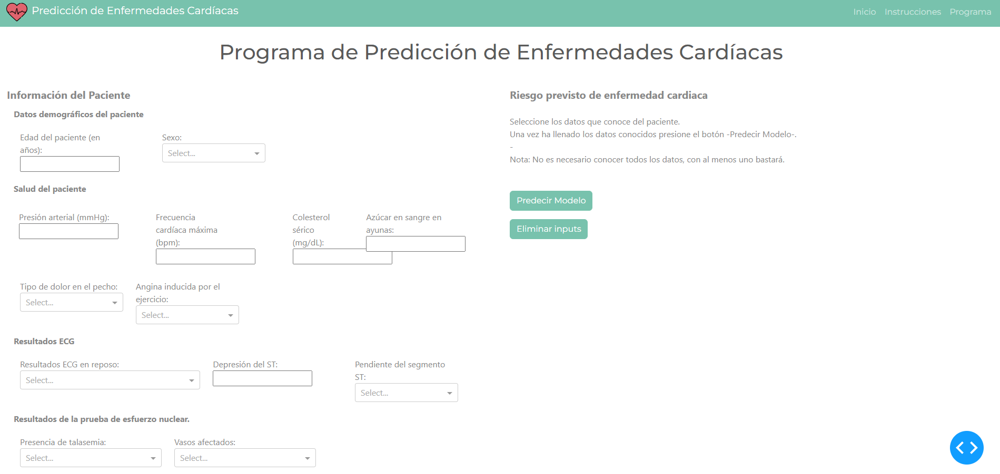 Predicción de Enfermedades Cardíacas
Inicio Instrucciones Programa
Programa de Predicción de Enfermedades Cardíacas
Información del Paciente
Datos demográficos del paciente
Edad del paciente (en
años):
Sexo:
Select...
Salud del paciente
Presión arterial (mmHg):
Frecuencia
cardíaca máxima
(bpm):
Colesterol
sérico
(mg/dL):
Azúcar en sangre en
ayunas:
Tipo de dolor en el pecho:
Select...
Angina inducida por el
ejercicio:
Select...
Resultados ECG
Resultados ECG en reposo:
Select...
Depresión del ST:
Pendiente del segmento
ST:
Select...
Resultados de la prueba de esfuerzo nuclear.
Presencia de talasemia:
Select...
Vasos afectados:
Select...
Riesgo previsto de enfermedad cardiaca
Seleccione los datos que conoce del paciente.
Una vez ha llenado los datos conocidos presione el botón -Predecir Modelo-.
-
Nota: No es necesario conocer todos los datos, con al menos uno bastará.
Predecir Modelo
Eliminar inputs